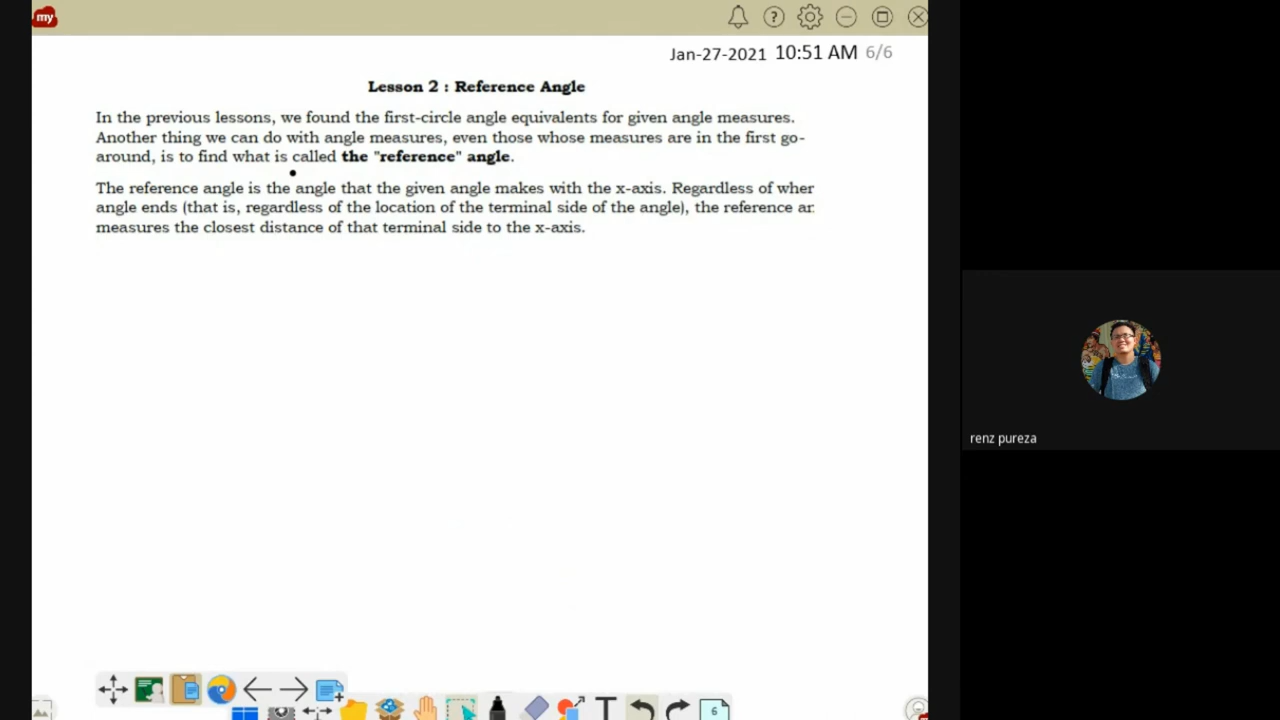 my
Jan-27-2021 10:51 AM 6/6
Lesson 2 : Reference Angle
In the previous lessons, we found the first-circle angle equivalents for given angle measures.
Another thing we can do with angle measures, even those whose measures are in the first go-
around, is to find what is called the "reference" angle.
The reference angle is the angle that the given angle makes with the x-axis. Regardless of
angle ends (that is, regardless of the location of the terminal side of the angle), the reference
measures the closest distance of that terminal side to the x-axis.
renz pureza
T
6